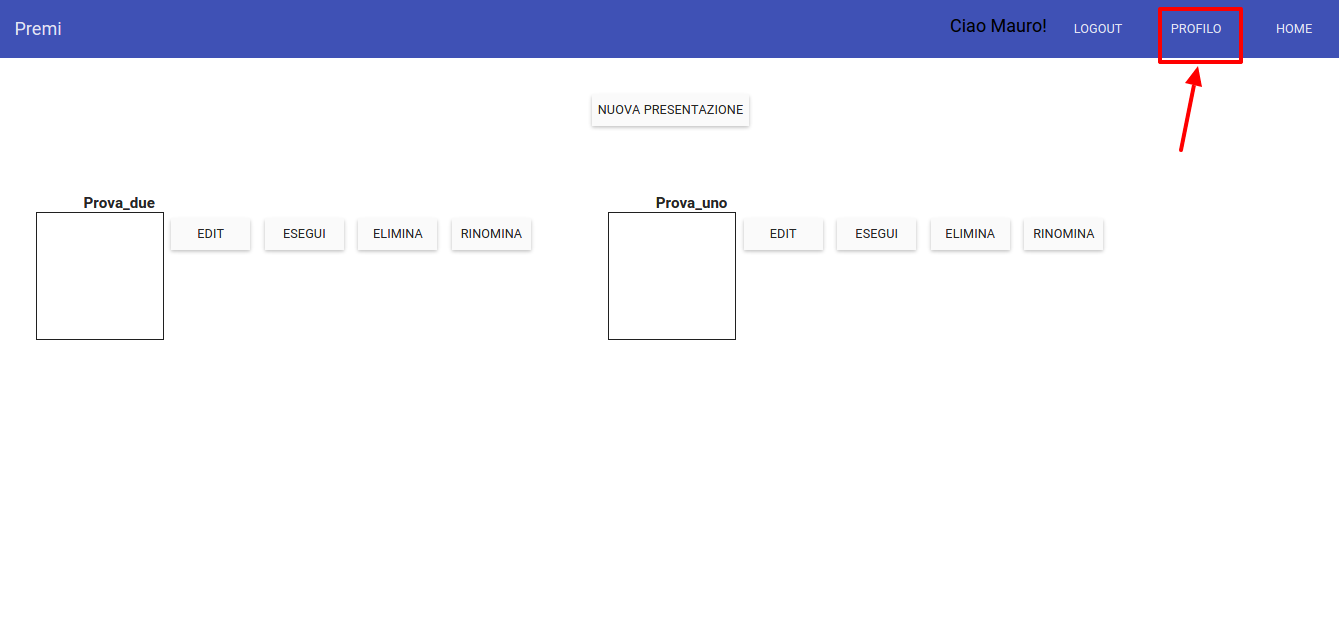 Premi
Ciao Mauro! LOGOUT PROFILO HOME
NUOVA PRESENTAZIONE
Prova_due
EDIT ESEGUI ELIMINA RINOMINA
Prova_uno
EDIT ESEGUI ELIMINA RINOMINA